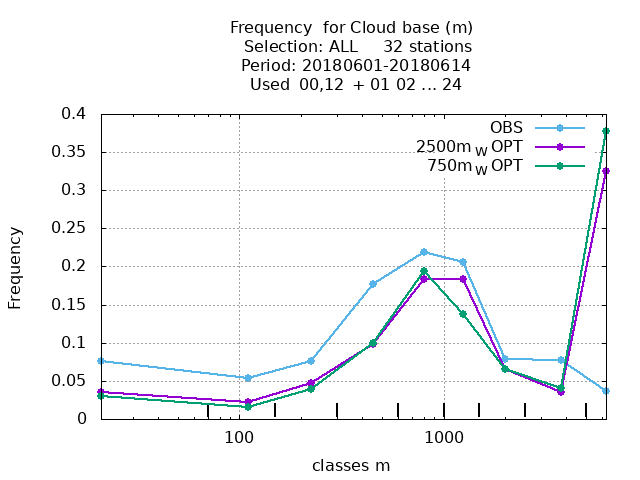 Frequency for Cloud base (m)
Selection: ALL 32 stations
Period: 20180601-20180614
Used 00,12 + 01 02 ... 24
0.4
0.35
0.3
0.25
0.2
0.15
0.1
0.05
0
Frequency
OBS
2500m W OPT
750m W OPT
100
1000
classes m